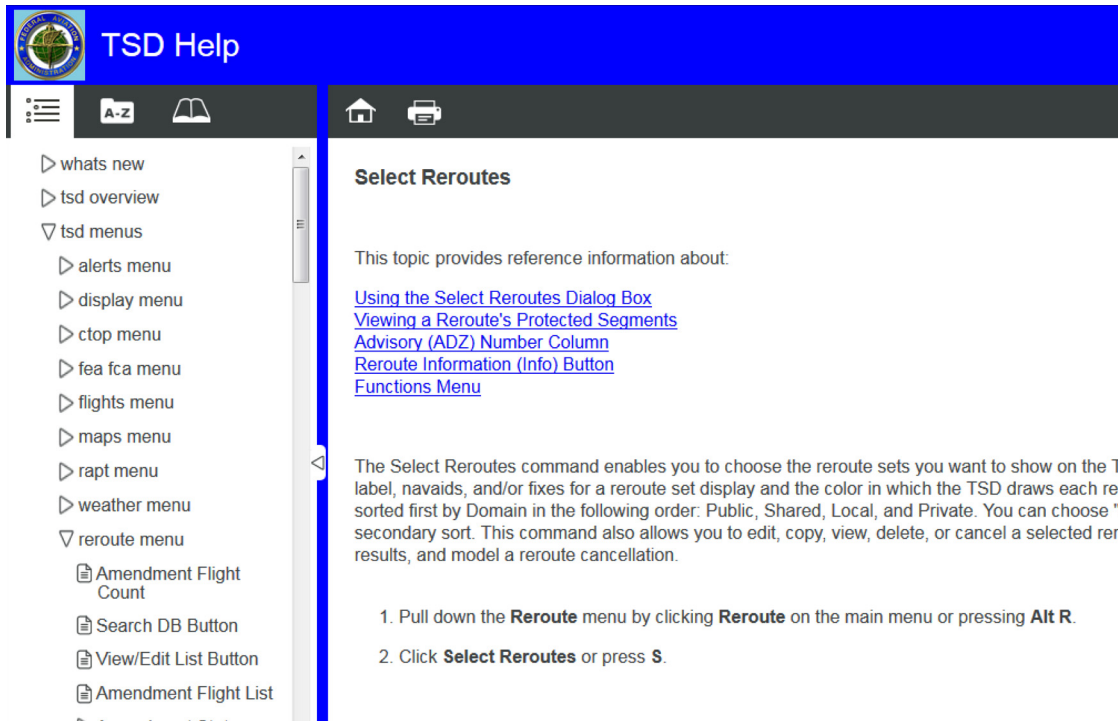 TSD Help
A-Z
whats new
tsd overview
tsd menus
alerts menu
display menu
ctop menu
fea fca menu
flights menu
maps menu
rapt menu
weather menu
reroute menu
Amendment Flight
Count
Search DB Button
View/Edit List Button
Amendment Flight List
Select Reroutes
This topic provides reference information about:
Using the Select Reroutes Dialog Box
Viewing a Reroute's Protected Segments
Advisory (ADZ) Number Column
Reroute Information (Info) Button
Functions Menu
The Select Reroutes command enables you to choose the reroute sets you want to show on the
label, navaids, and/or fixes for a reroute set display and the color in which the TSD draws each
sorted first by Domain in the following order: Public, Shared, Local, and Private. You can choose "
secondary sort. This command also allows you to edit, copy, view, delete, or cancel a selected
results, and model a reroute cancellation.
1. Pull down the Reroute menu by clicking Reroute on the main menu or pressing Alt R.
2. Click Select Reroutes or press S.